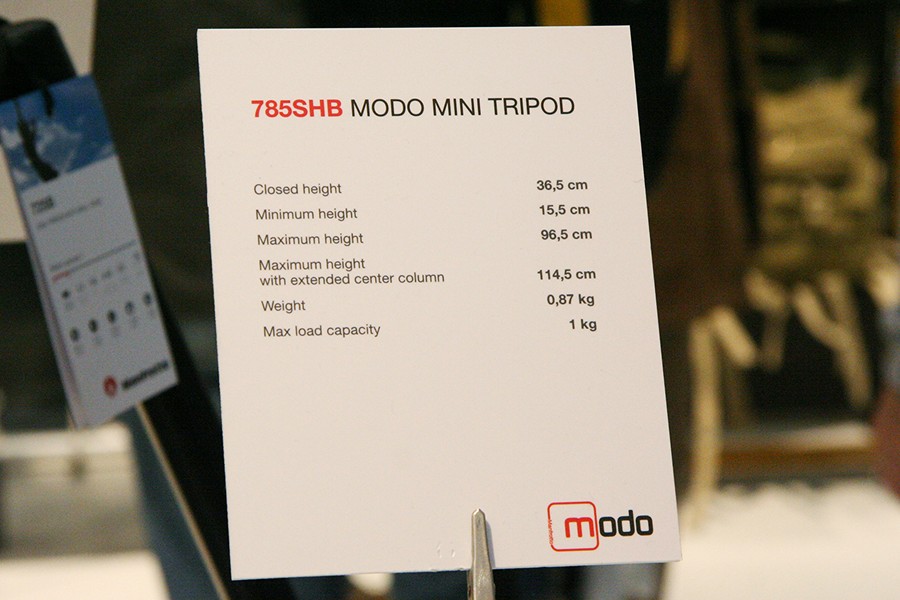 785SHB MODO MINI TRIPOD
Closed height 36,5 cm
Minimum height 15,5 cm
Maximum height 96,5 cm
Maximum height
with extended center column 114,5 cm
Weight 0,87 kg
Max load capacity 1 kg
modo
Manfrotto